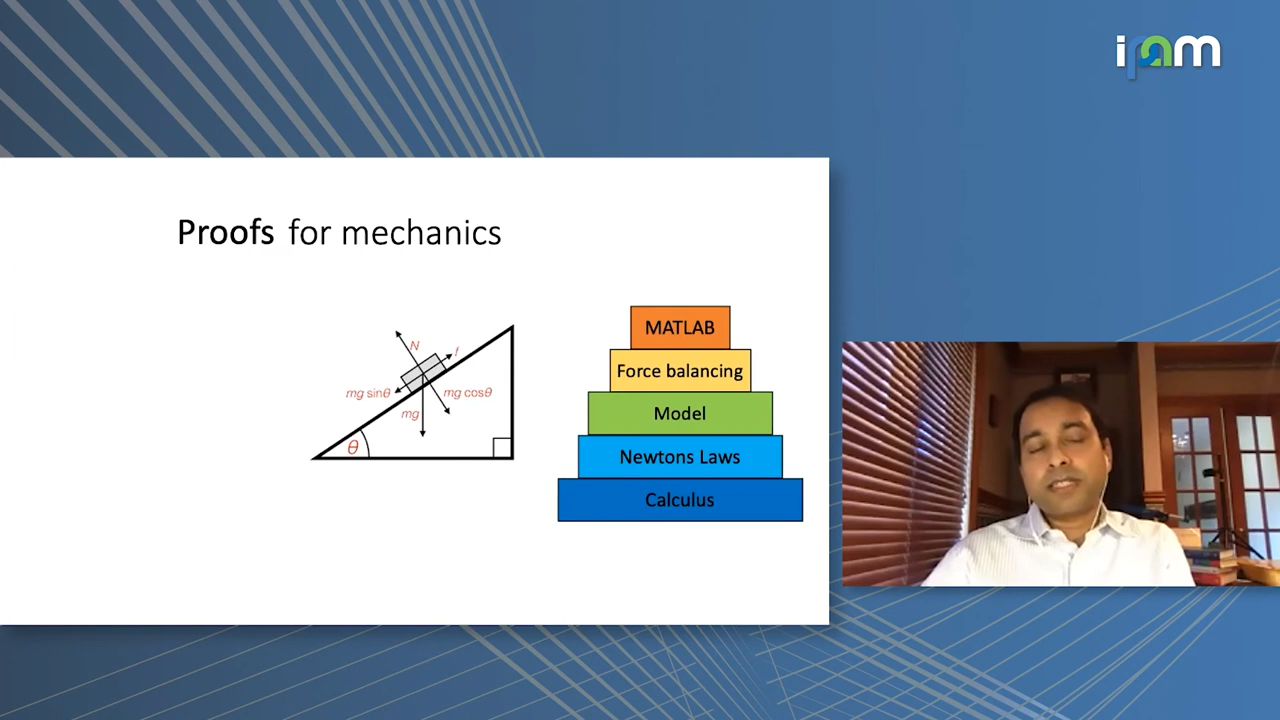 ipam
Proofs for mechanics
N
f
mg sinθ
mg cosθ
mg
θ
MATLAB
Force balancing
Model
Newtons Laws
Calculus